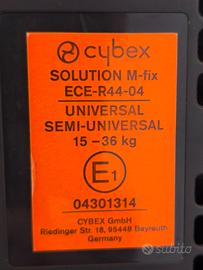 cybex
SOLUTION M-fix
ECE-R44-04
UNIVERSAL
SEMI-UNIVERSAL
15 - 36 kg
E1
04301314
CYBEX GmbH
Riedinger Str. 18, 95448 Bayreuth
Germany
subito